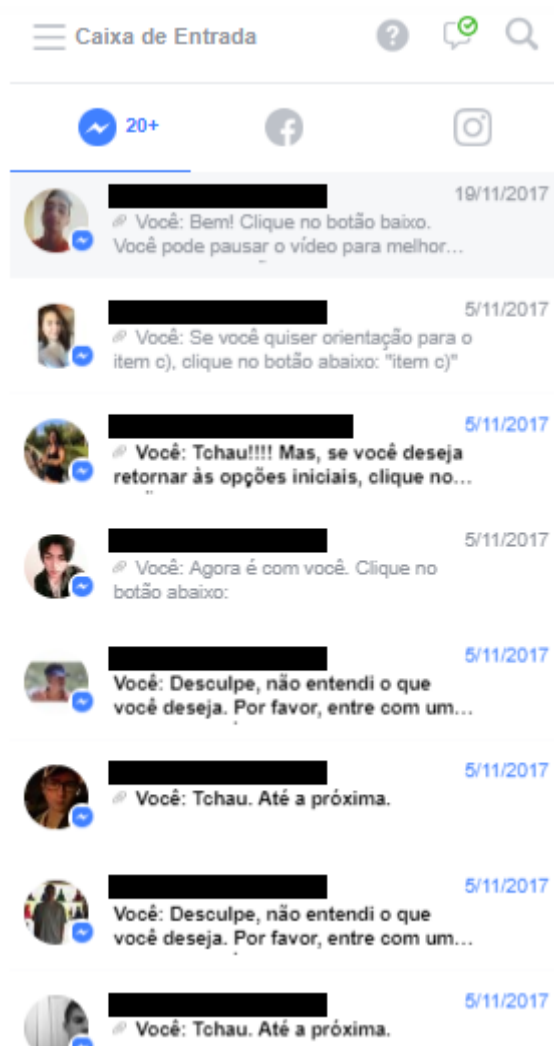 Caixa de Entrada
20+
19/11/2017
Você: Bem! Clique no botão baixo.
Você pode pausar o vídeo para melhor...
5/11/2017
Você: Se você quiser orientação para o
item c), clique no botão abaixo: "item c)"
5/11/2017
Você: Tchau!!!! Mas, se você deseja
retornar às opções iniciais, clique no...
5/11/2017
Você: Agora é com você. Clique no
botão abaixo:
5/11/2017
Você: Desculpe, não entendi o que
você deseja. Por favor, entre com um...
5/11/2017
Você: Tchau. Até a próxima.
5/11/2017
Você: Desculpe, não entendi o que
você deseja. Por favor, entre com um...
5/11/2017
Você: Tchau. Até a próxima.